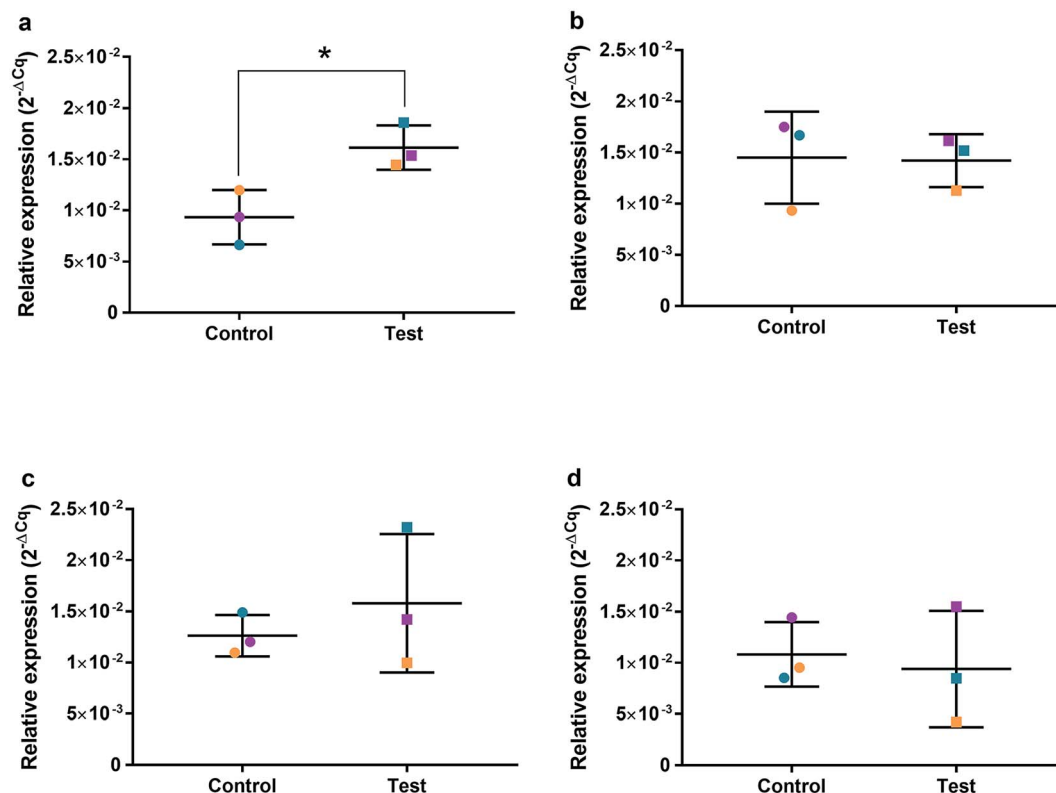 a
Relative expression (2^-ΔCq)
2.5×10^-2
2×10^-2
1.5×10^-2
1×10^-2
5×10^-3
0
*
Control Test
b
Relative expression (2^-ΔCq)
2.5×10^-2
2×10^-2
1.5×10^-2
1×10^-2
5×10^-3
0
Control Test
c
Relative expression (2^-ΔCq)
2.5×10^-2
2×10^-2
1.5×10^-2
1×10^-2
5×10^-3
0
Control Test
d
Relative expression (2^-ΔCq)
2.5×10^-2
2×10^-2
1.5×10^-2
1×10^-2
5×10^-3
0
Control Test